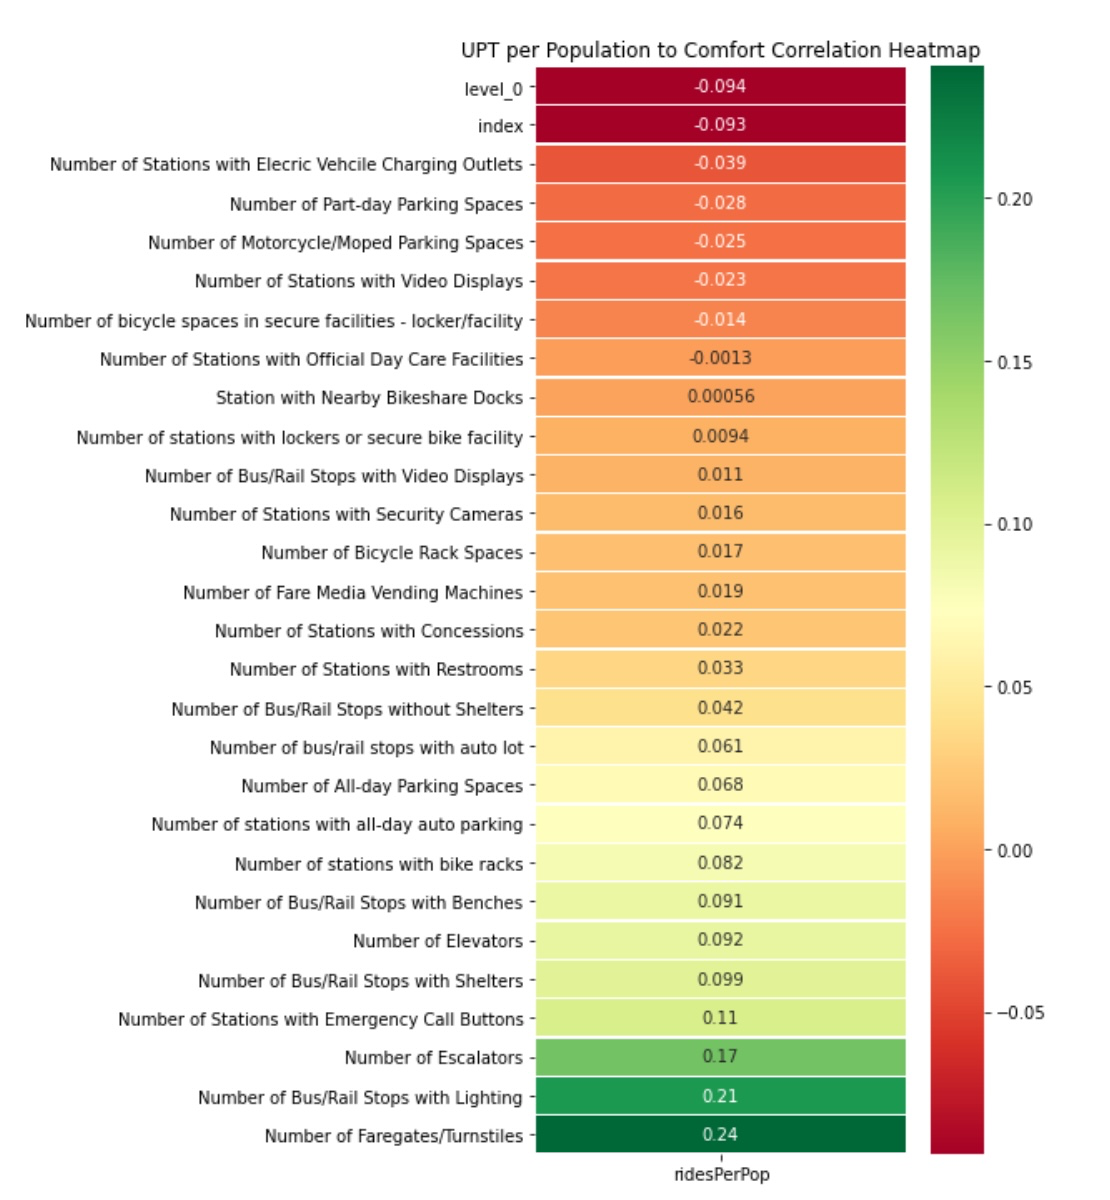 UPT per Population to Comfort Correlation Heatmap
level_0 -0.094
index -0.093
Number of Stations with Elecric Vehcile Charging Outlets -0.039
Number of Part-day Parking Spaces -0.028
Number of Motorcycle/Moped Parking Spaces -0.025
Number of Stations with Video Displays -0.023
Number of bicycle spaces in secure facilities - locker/facility -0.014
Number of Stations with Official Day Care Facilities -0.0013
Station with Nearby Bikeshare Docks 0.00056
Number of stations with lockers or secure bike facility 0.0094
Number of Bus/Rail Stops with Video Displays 0.011
Number of Stations with Security Cameras 0.016
Number of Bicycle Rack Spaces 0.017
Number of Fare Media Vending Machines 0.019
Number of Stations with Concessions 0.022
Number of Stations with Restrooms 0.033
Number of Bus/Rail Stops without Shelters 0.042
Number of bus/rail stops with auto lot 0.061
Number of All-day Parking Spaces 0.068
Number of stations with all-day auto parking 0.074
Number of stations with bike racks 0.082
Number of Bus/Rail Stops with Benches 0.091
Number of Elevators 0.092
Number of Bus/Rail Stops with Shelters 0.099
Number of Stations with Emergency Call Buttons 0.11
Number of Escalators 0.17
Number of Bus/Rail Stops with Lighting 0.21
Number of Faregates/Turnstiles 0.24
ridesPerPop
0.20
0.15
0.10
0.05
0.00
−0.05